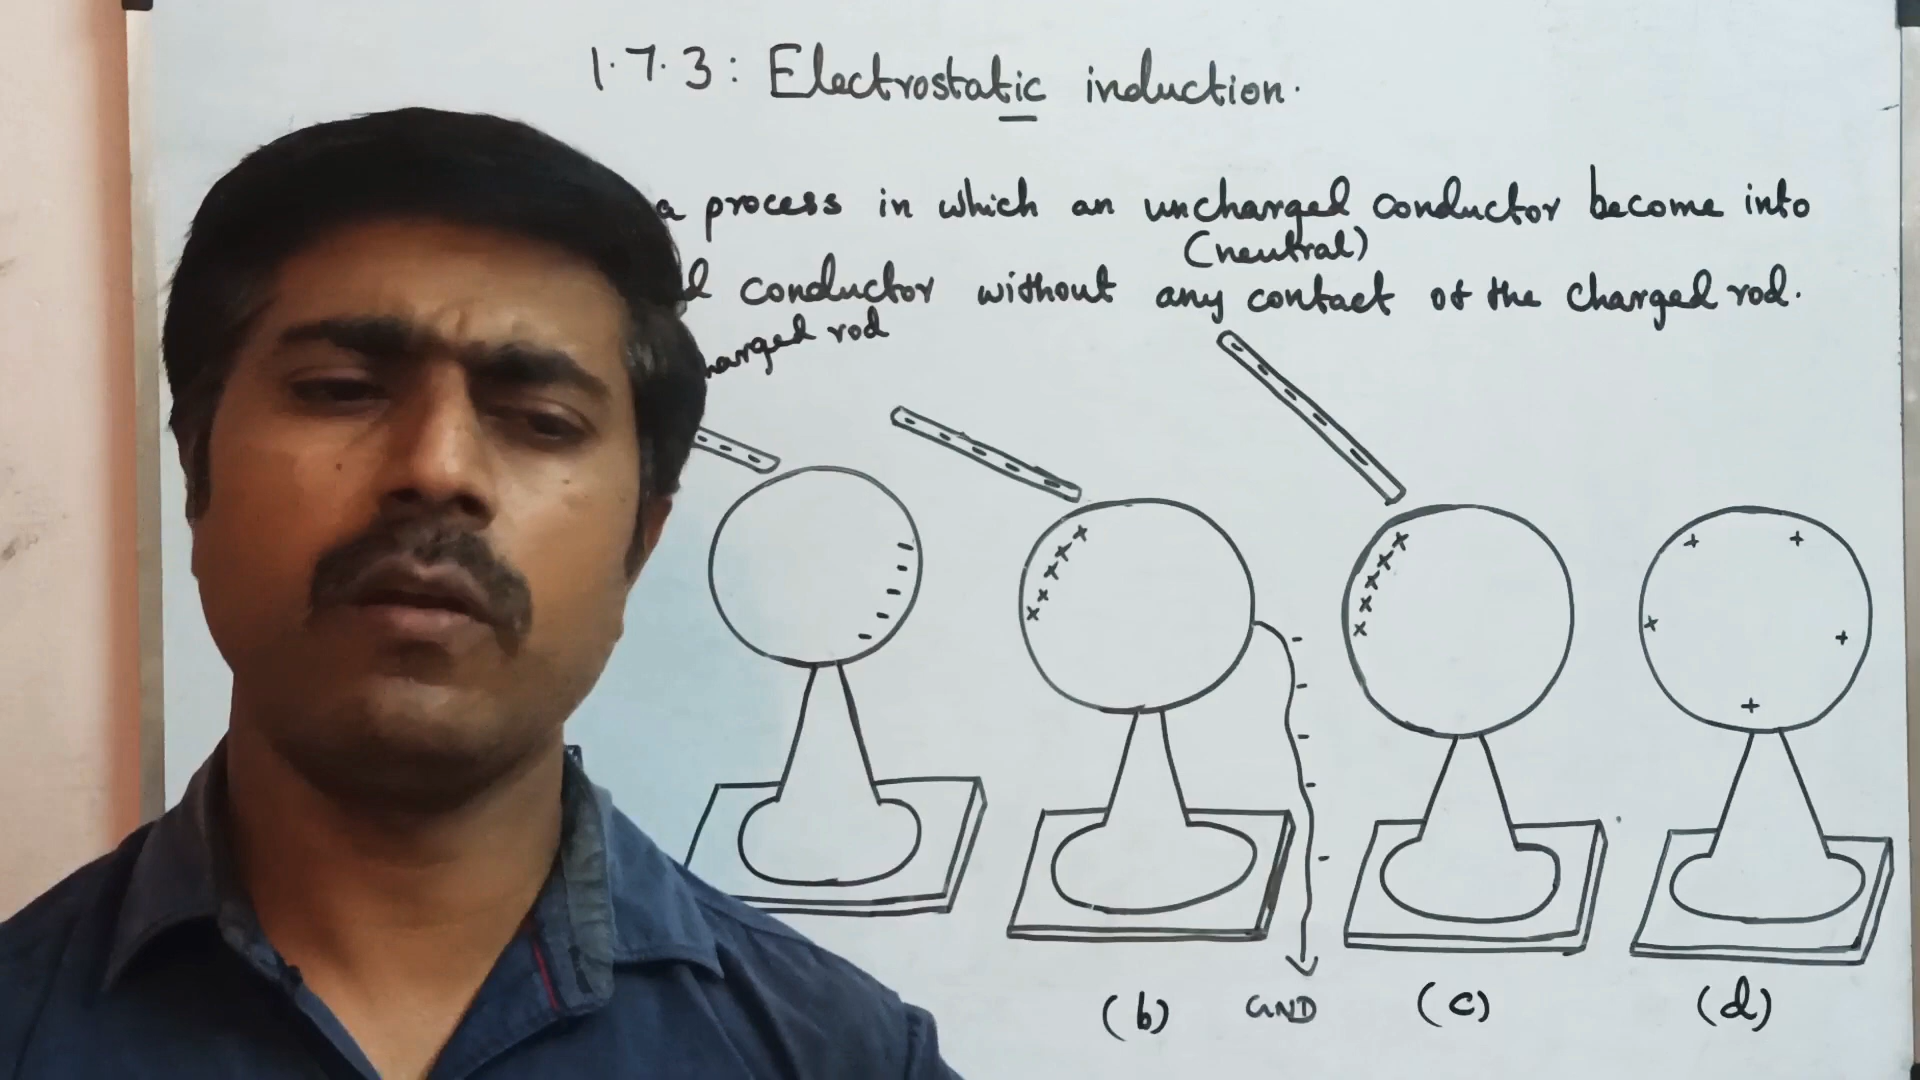 1.7.3: Electrostatic induction.
a process in which an uncharged conductor become into
(neutral)
conductor without any contact of the charged rod.
harged rod
(b) GND (c) (d)